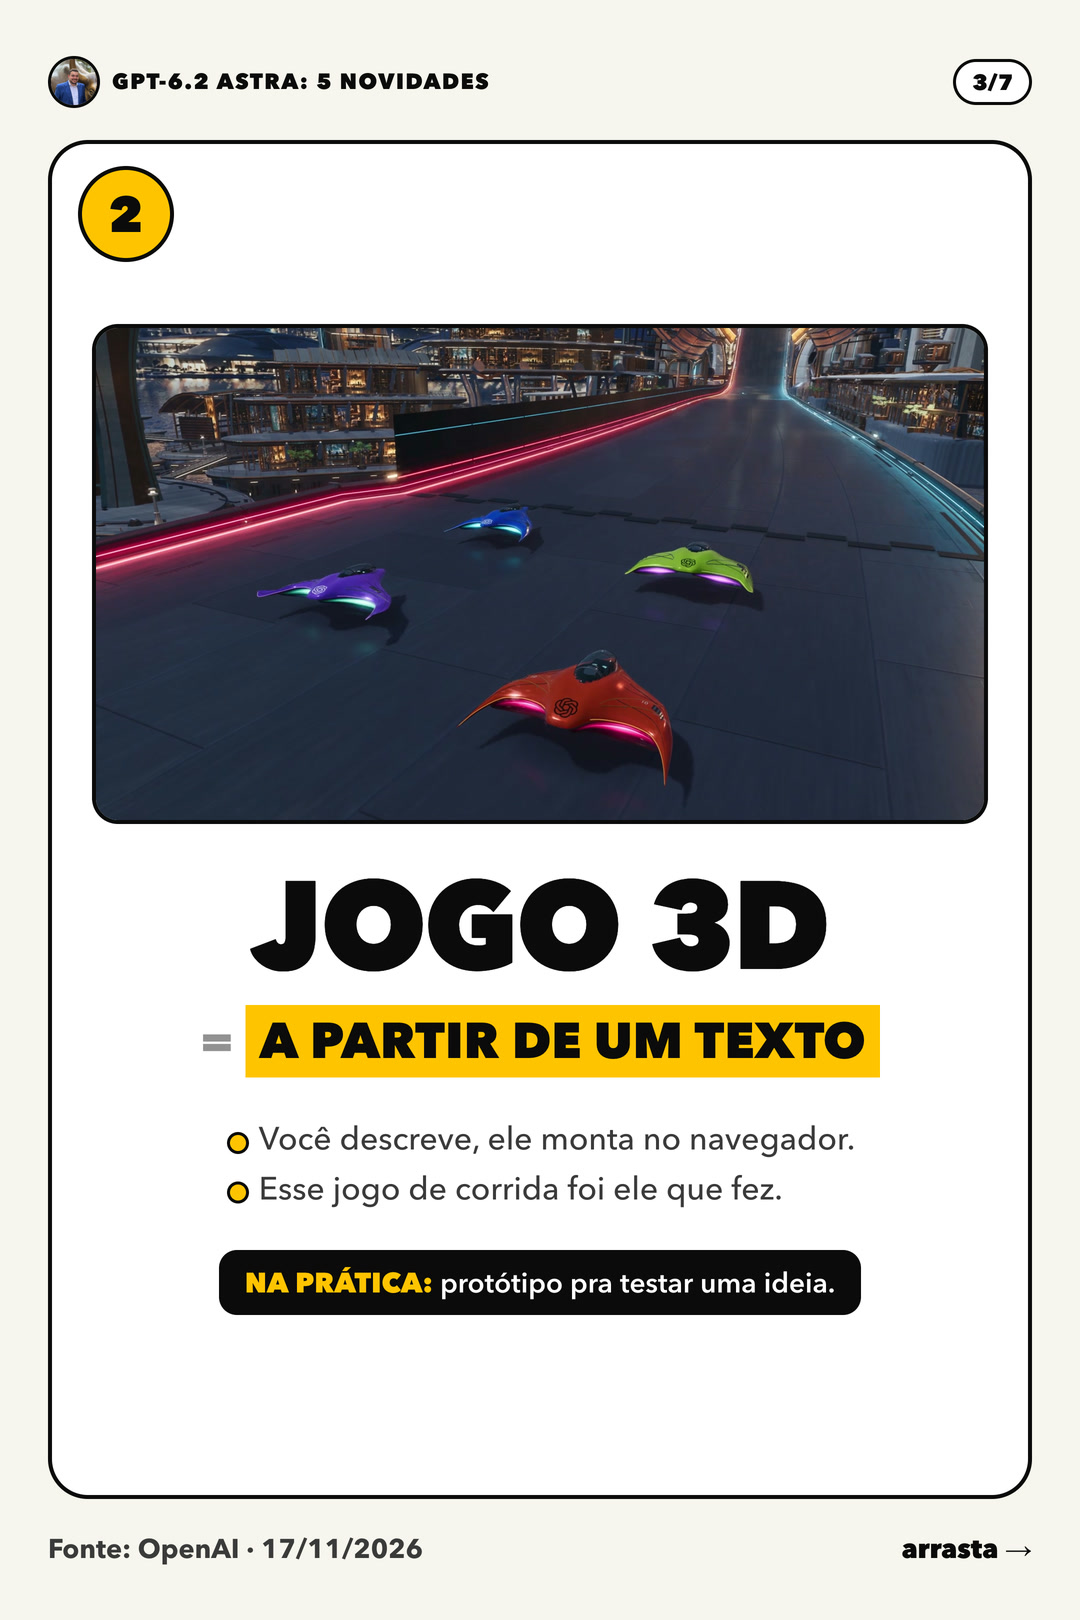 GPT-6.2 ASTRA: 5 NOVIDADES
3/7
2
JOGO 3D
= A PARTIR DE UM TEXTO
Você descreve, ele monta no navegador.
Esse jogo de corrida foi ele que fez.
NA PRÁTICA: protótipo pra testar uma ideia.
Fonte: OpenAI · 17/11/2026
arrasta →